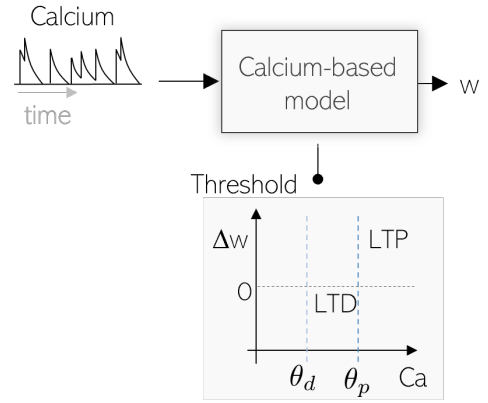 Calcium
time
Calcium-based
model
w
Threshold
Δw
LTP
0
LTD
θd
θp
Ca